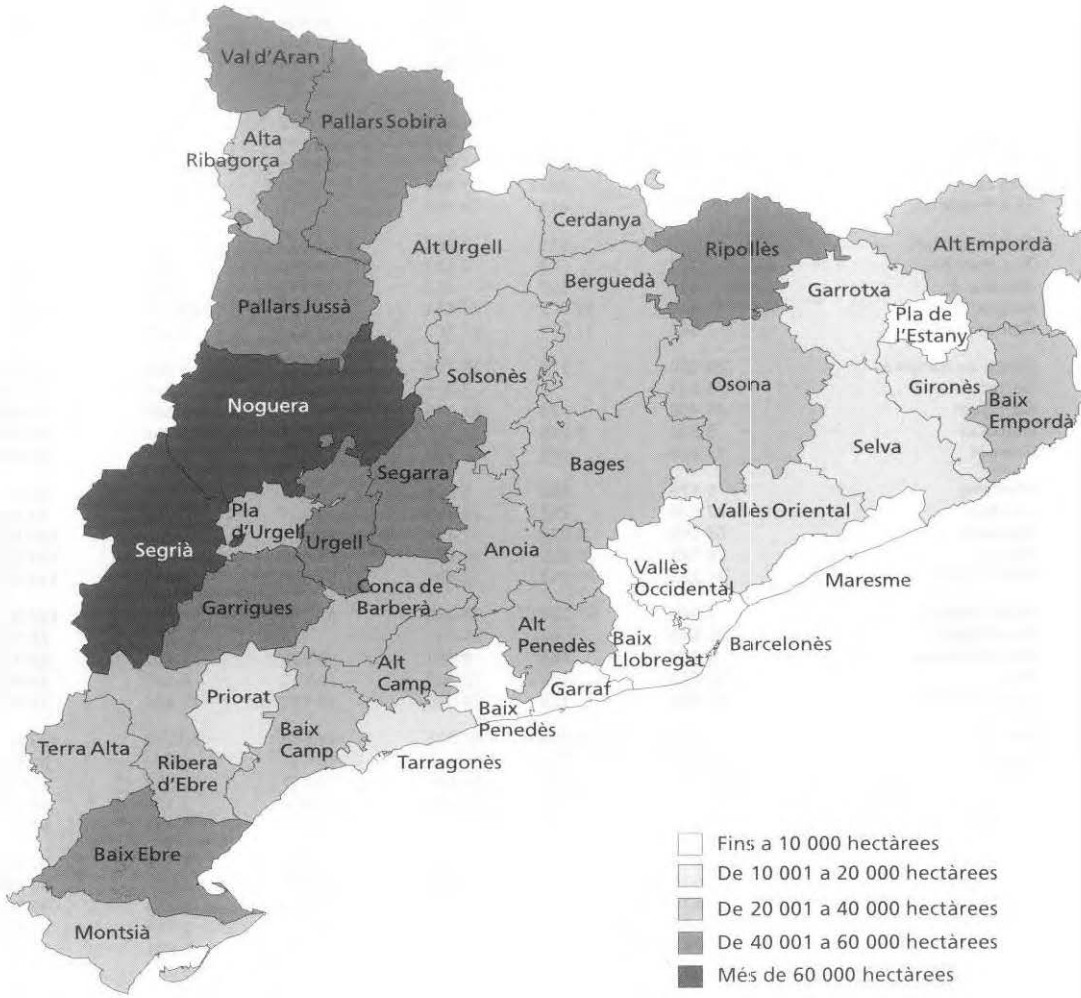 Val d'Aran
Pallars Sobirà
Alta
Ribagorça
Cerdanya
Alt Urgell
Ripollès
Alt Empordà
Berguedà
Garrotxa
Pallars Jussà
Pla de
l'Estany
Solsonès
Osona
Gironès
Noguera
Baix
Empordà
Selva
Segarra
Bages
Pla
d'Urgell
Vallès Oriental
Urgell
Segrià
Anoia
Vallès
Occidental
Maresme
Conca de
Barberà
Garrigues
Alt
Penedès
Baix
Llobregat
Barcelonès
Alt
Camp
Garraf
Priorat
Baix
Penedès
Baix
Camp
Terra Alta
Tarragonès
Ribera
d'Ebre
Baix Ebre
Montsià
Fins a 10 000 hectàrees
De 10 001 a 20 000 hectàrees
De 20 001 a 40 000 hectàrees
De 40 001 a 60 000 hectàrees
Més de 60 000 hectàrees